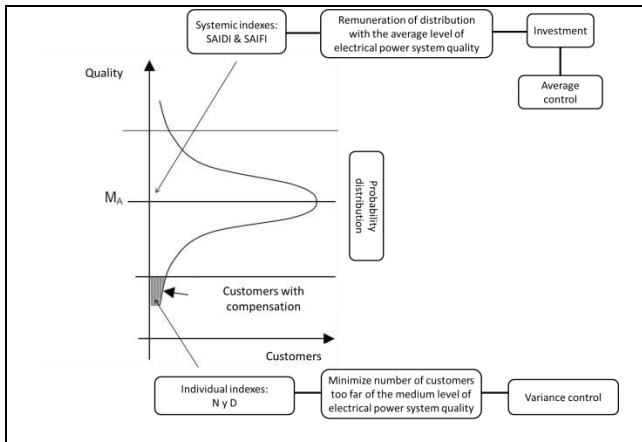 Systemic indexes:
SAIDI & SAIFI
Remuneration of distribution
with the average level of
electrical power system quality
Investment
Average
control
Quality
MA
Probability
distribution
Customers with
compensation
Customers
Individual indexes:
N y D
Minimize number of customers
too far of the medium level of
electrical power system quality
Variance control